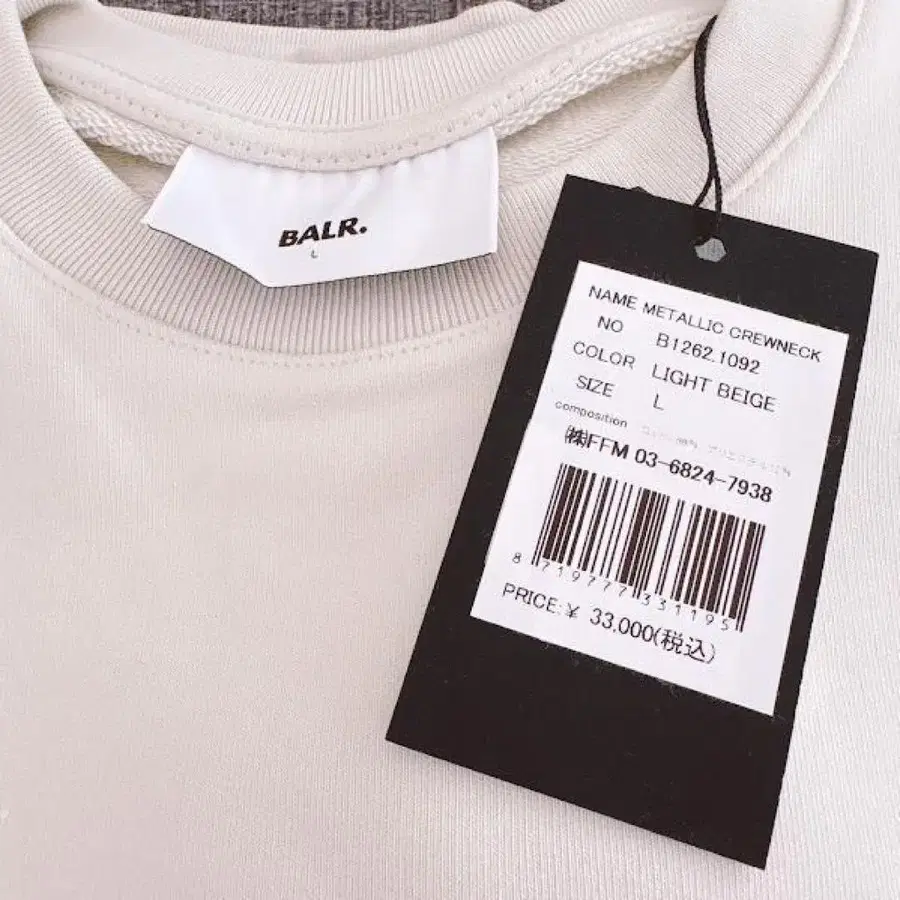 BALR.
L
NAME METALLIC CREWNECK
NO B1262.1092
COLOR LIGHT BEIGE
SIZE L
composition
㈱FFM 03-6824-7938
8 719777 331195
PRICE:¥ 33,000(税込)